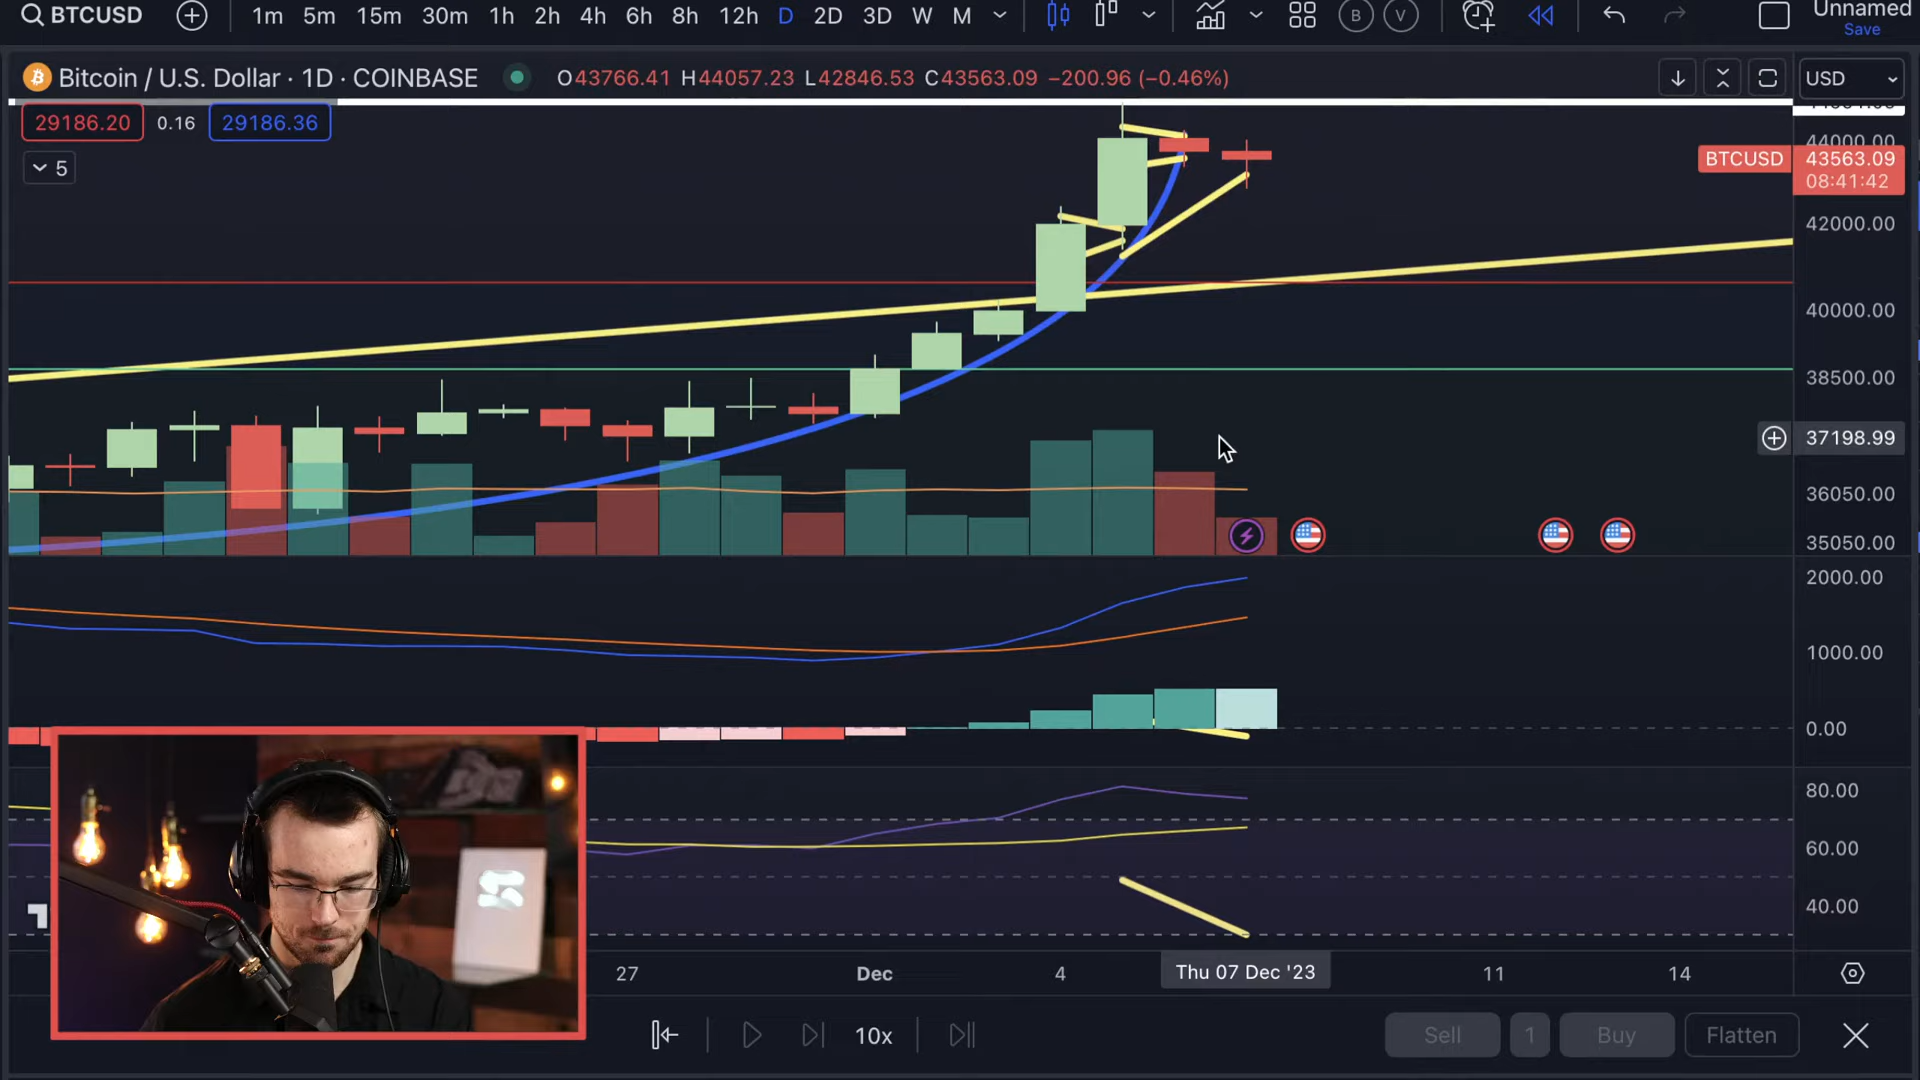 BTCUSD 1m 5m 15m 30m 1h 2h 4h 6h 8h 12h D 2D 3D W M B V Unnamed
Save
Bitcoin / U.S. Dollar · 1D · COINBASE O43766.41 H44057.23 L42846.53 C43563.09 −200.96 (−0.46%) USD
29186.20 0.16 29186.36
5
44000.00
BTCUSD 43563.09
08:41:42
42000.00
40000.00
38500.00
37198.99
36050.00
35050.00
2000.00
1000.00
0.00
80.00
60.00
40.00
27 Dec 4 Thu 07 Dec '23 11 14
10x Sell 1 Buy Flatten